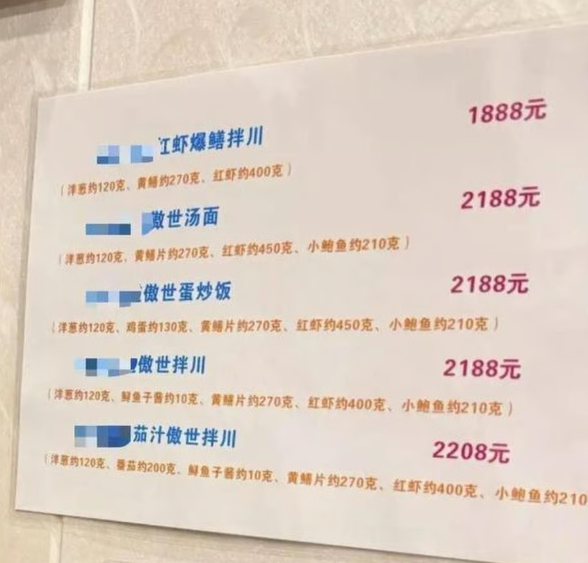 红虾爆鳝拌川 1888元
(洋葱约120克、黄鳝约270克、红虾约400克)
傲世汤面 2188元
(洋葱约120克、黄鳝片约270克、红虾约450克、小鲍鱼约210克)
傲世蛋炒饭 2188元
(洋葱约120克、鸡蛋约130克、黄鳝片约270克、红虾约450克、小鲍鱼约210克)
傲世拌川 2188元
(洋葱约120克、鲟鱼子酱约10克、黄鳝片约270克、红虾约400克、小鲍鱼约210克)
茄汁傲世拌川 2208元
(洋葱约120克、番茄约200克、鲟鱼子酱约10克、黄鳝片约270克、红虾约400克、小鲍鱼约210